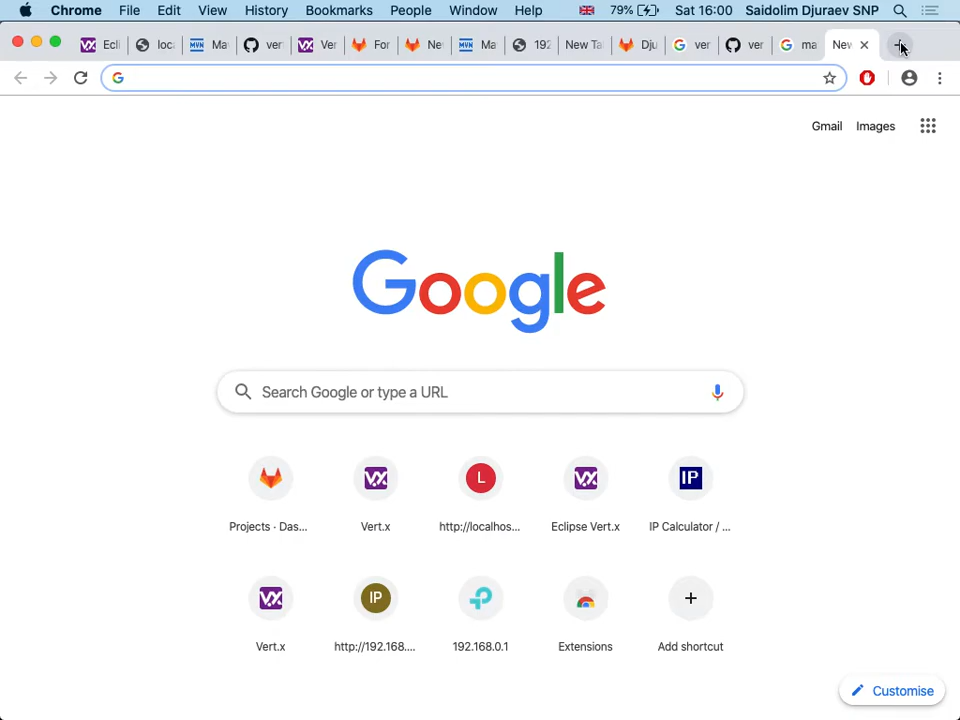 Chrome File Edit View History Bookmarks People Window Help 79% Sat 16:00 Saidolim Djuraev SNP
Ecl loc Ma ver Ver For Ne Ma 192 New Ta Dju ver ver ma New
Gmail Images
Google
Search Google or type a URL
L IP
Projects · Das... Vert.x http://localhos... Eclipse Vert.x IP Calculator / ...
IP
Vert.x http://192.168.... 192.168.0.1 Extensions Add shortcut
Customise